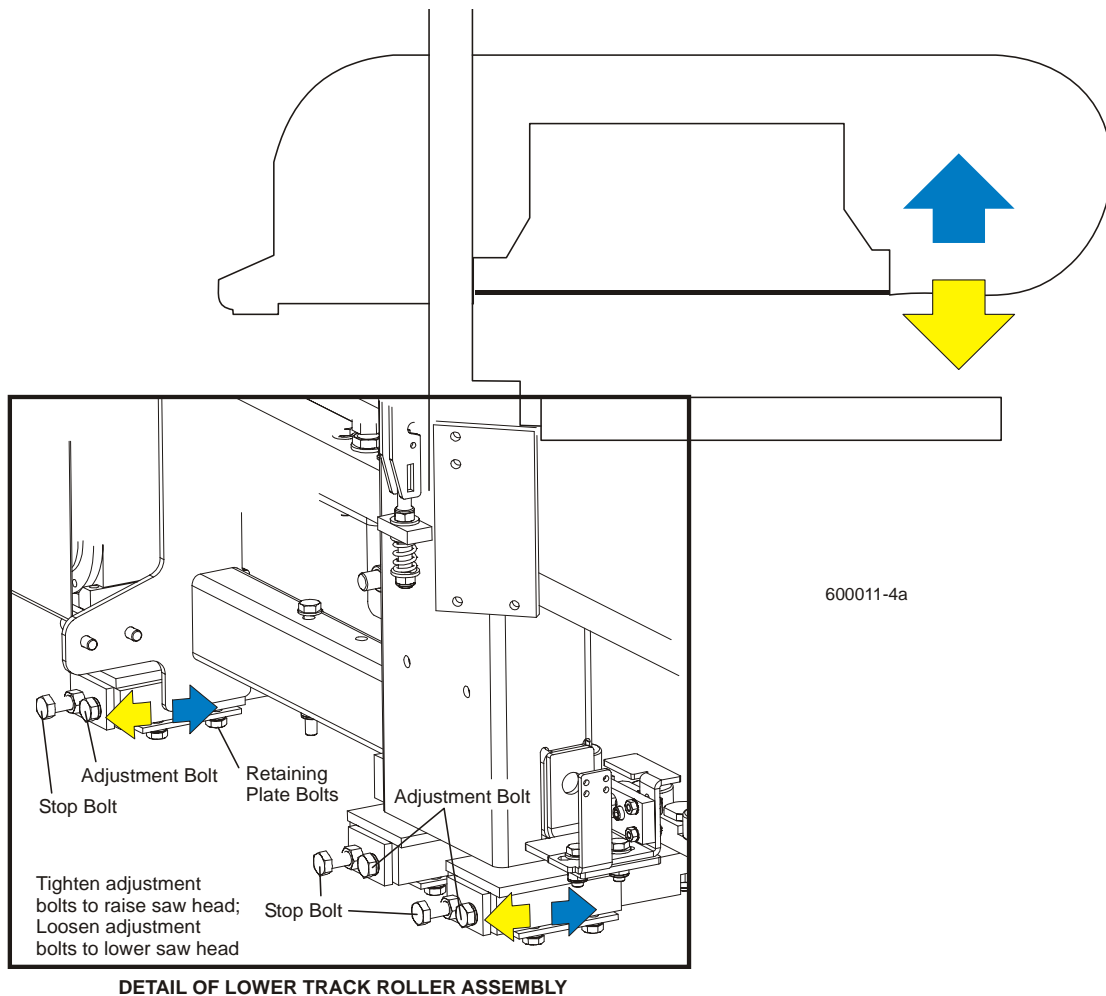 600011-4a
Adjustment Bolt
Stop Bolt
Retaining
Plate Bolts
Adjustment Bolt
Stop Bolt
Tighten adjustment
bolts to raise saw head;
Loosen adjustment
bolts to lower saw head
DETAIL OF LOWER TRACK ROLLER ASSEMBLY